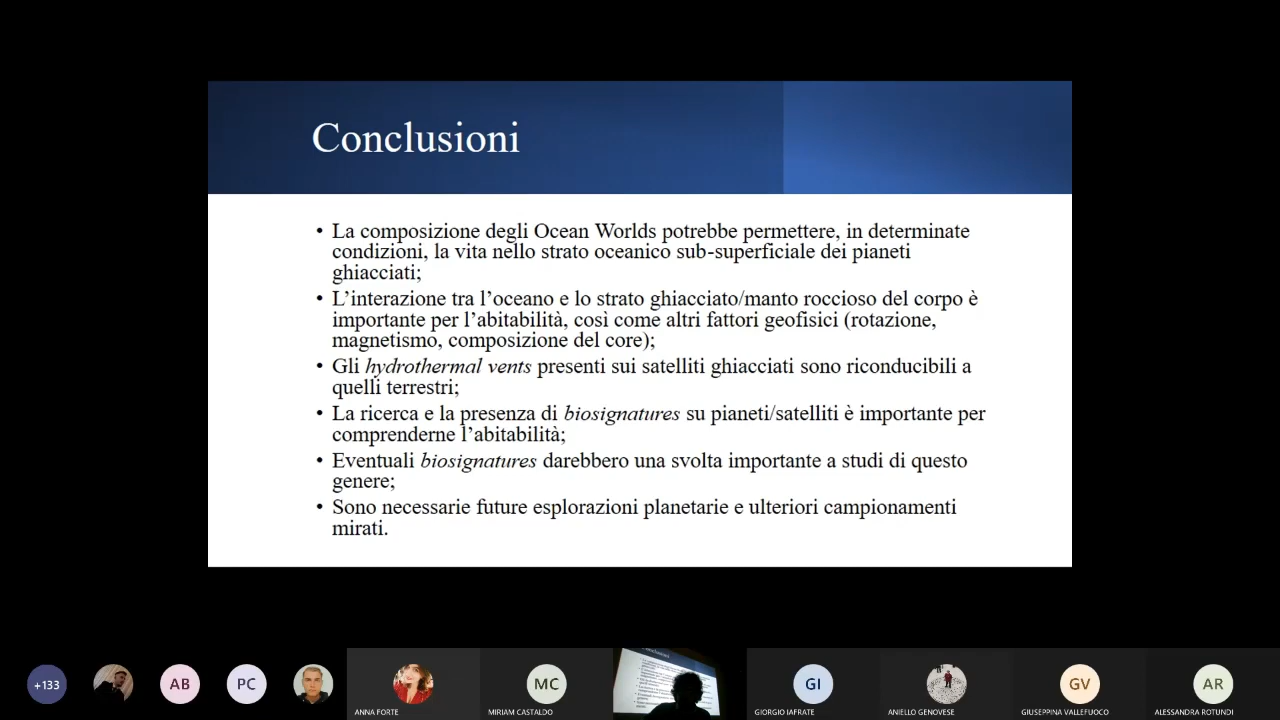 Conclusioni
• La composizione degli Ocean Worlds potrebbe permettere, in determinate
condizioni, la vita nello strato oceanico sub-superficiale dei pianeti
ghiacciati;
• L’interazione tra l’oceano e lo strato ghiacciato/manto roccioso del corpo è
importante per l’abitabilità, così come altri fattori geofisici (rotazione,
magnetismo, composizione del core);
• Gli hydrothermal vents presenti sui satelliti ghiacciati sono riconducibili a
quelli terrestri;
• La ricerca e la presenza di biosignatures su pianeti/satelliti è importante per
comprenderne l’abitabilità;
• Eventuali biosignatures darebbero una svolta importante a studi di questo
genere;
• Sono necessarie future esplorazioni planetarie e ulteriori campionamenti
mirati.
+133
AB
PC
MC
GI
GV
AR
ANNA FORTE
MIRIAM CASTALDO
GIORGIO IAFRATE
ANIELLO GENOVESE
GIUSEPPINA VALLEFUOCO
ALESSANDRA ROTUNDI